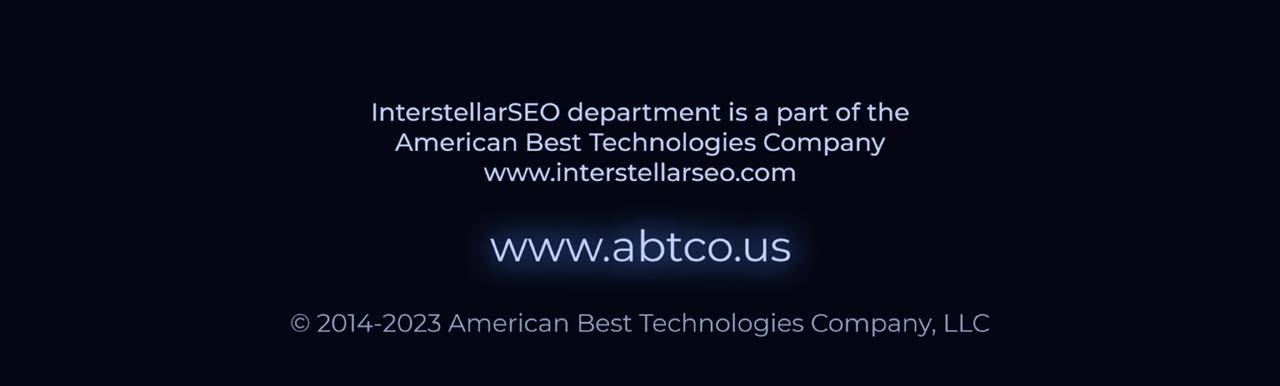 InterstellarSEO department is a part of the
American Best Technologies Company
www.interstellarseo.com
www.abtco.us
© 2014-2023 American Best Technologies Company, LLC